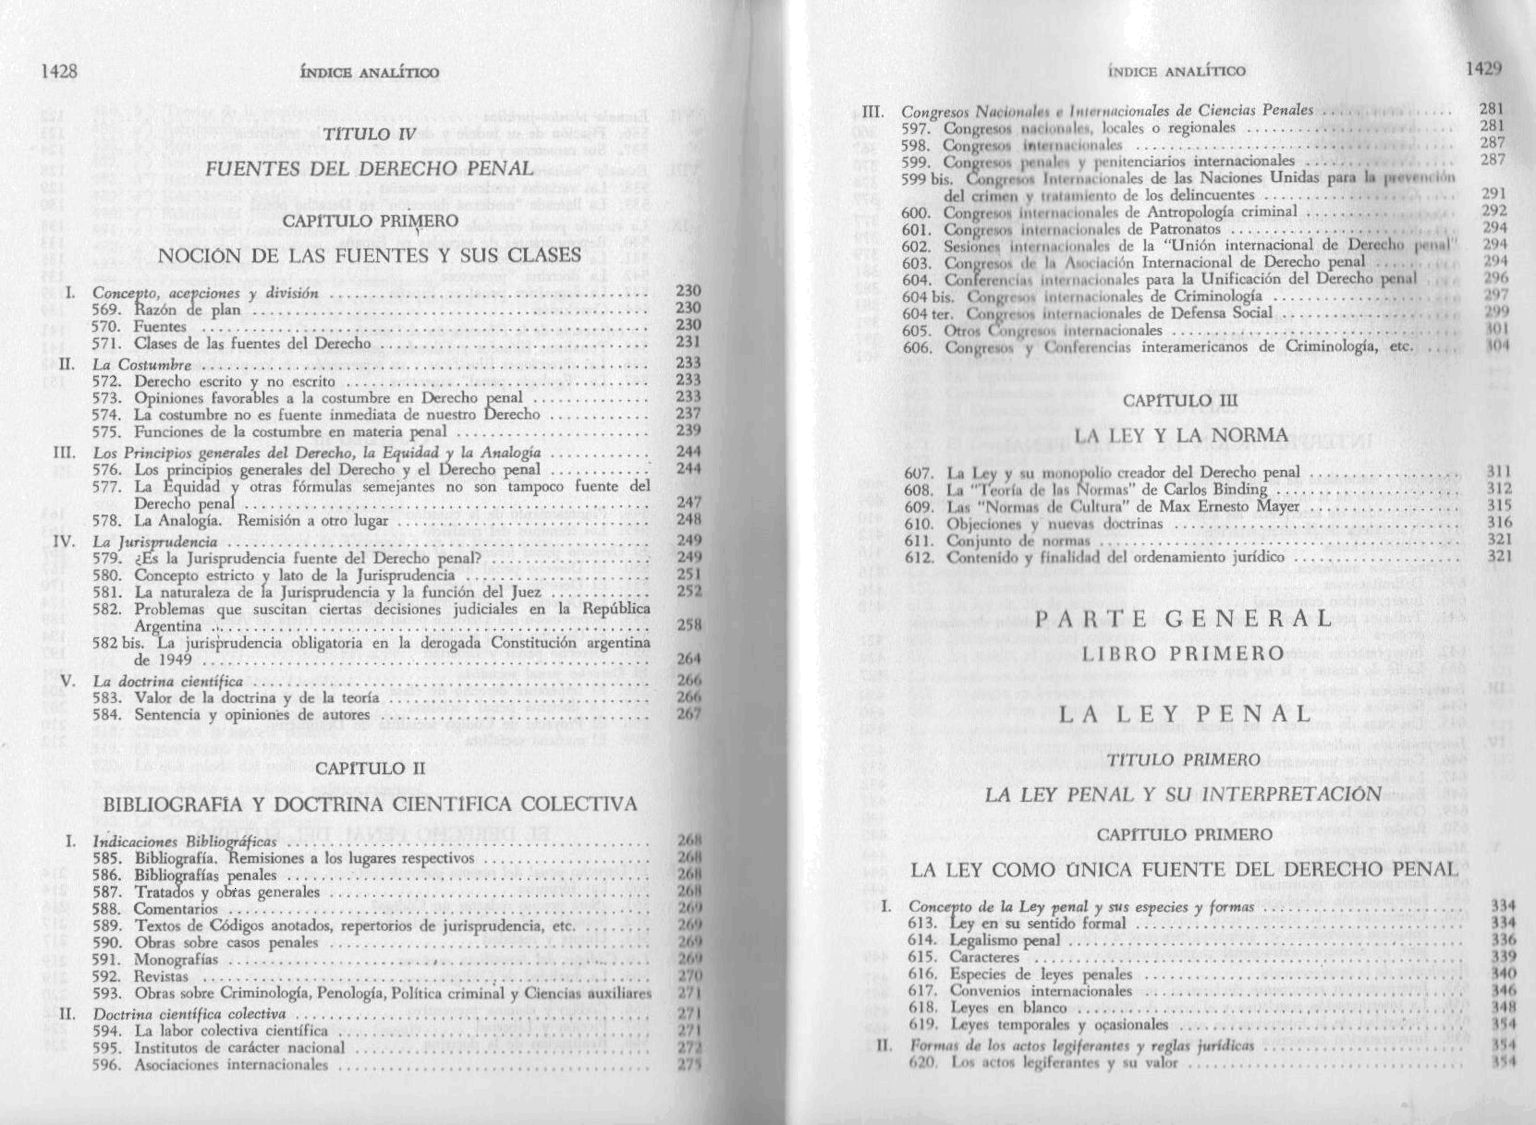 1428
ÍNDICE ANALÍTICO
TÍTULO IV
FUENTES DEL DERECHO PENAL
CAPÍTULO PRIMERO
NOCIÓN DE LAS FUENTES Y SUS CLASES
I. Concepto, acepciones y división 230
569. Razón de plan 230
570. Fuentes 230
571. Clases de las fuentes del Derecho 231
II. La Costumbre 233
572. Derecho escrito y no escrito 233
573. Opiniones favorables a la costumbre en Derecho penal 233
574. La costumbre no es fuente inmediata de nuestro Derecho 237
575. Funciones de la costumbre en materia penal 239
III. Los Principios generales del Derecho, la Equidad y la Analogía 244
576. Los principios generales del Derecho y el Derecho penal 244
577. La Equidad y otras fórmulas semejantes no son tampoco fuente del
Derecho penal 247
578. La Analogía. Remisión a otro lugar 248
IV. La Jurisprudencia 249
579. ¿Es la Jurisprudencia fuente del Derecho penal? 249
580. Concepto estricto y lato de la Jurisprudencia 251
581. La naturaleza de la Jurisprudencia y la función del Juez 252
582. Problemas que suscitan ciertas decisiones judiciales en la República
Argentina 258
582 bis. La jurisprudencia obligatoria en la derogada Constitución argentina
de 1949 264
V. La doctrina científica 266
583. Valor de la doctrina y de la teoría 266
584. Sentencia y opiniones de autores 267
CAPÍTULO II
BIBLIOGRAFÍA Y DOCTRINA CIENTÍFICA COLECTIVA
I. Indicaciones Bibliográficas 268
585. Bibliografía. Remisiones a los lugares respectivos 268
586. Bibliografías penales 268
587. Tratados y obras generales 268
588. Comentarios 269
589. Textos de Códigos anotados, repertorios de jurisprudencia, etc. 269
590. Obras sobre casos penales 269
591. Monografías 269
592. Revistas 270
593. Obras sobre Criminología, Penología, Política criminal y Ciencias auxiliares 271
II. Doctrina científica colectiva 271
594. La labor colectiva científica 271
595. Institutos de carácter nacional 272
596. Asociaciones internacionales 275
ÍNDICE ANALÍTICO
1429
III. Congresos Nacionales e Internacionales de Ciencias Penales 281
597. Congresos nacionales, locales o regionales 281
598. Congresos internacionales 287
599. Congresos penales y penitenciarios internacionales 287
599 bis. Congresos Internacionales de las Naciones Unidas para la prevención
del crimen y tratamiento de los delincuentes 291
600. Congresos internacionales de Antropología criminal 292
601. Congresos internacionales de Patronatos 294
602. Sesiones internacionales de la "Unión internacional de Derecho penal" 294
603. Congresos de la Asociación Internacional de Derecho penal 294
604. Conferencias internacionales para la Unificación del Derecho penal 296
604 bis. Congresos internacionales de Criminología 297
604 ter. Congresos internacionales de Defensa Social 299
605. Otros Congresos internacionales 301
606. Congresos y Conferencias interamericanos de Criminología, etc. 304
CAPÍTULO III
LA LEY Y LA NORMA
607. La Ley y su monopolio creador del Derecho penal 311
608. La "Teoría de las Normas" de Carlos Binding 312
609. Las "Normas de Cultura" de Max Ernesto Mayer 315
610. Objeciones y nuevas doctrinas 316
611. Conjunto de normas 321
612. Contenido y finalidad del ordenamiento jurídico 321
PARTE GENERAL
LIBRO PRIMERO
LA LEY PENAL
TÍTULO PRIMERO
LA LEY PENAL Y SU INTERPRETACIÓN
CAPÍTULO PRIMERO
LA LEY COMO ÚNICA FUENTE DEL DERECHO PENAL
I. Concepto de la Ley penal y sus especies y formas 334
613. Ley en su sentido formal 334
614. Legalismo penal 336
615. Caracteres 339
616. Especies de leyes penales 340
617. Convenios internacionales 346
618. Leyes en blanco 348
619. Leyes temporales y ocasionales 354
II. Formas de los actos legiferantes y reglas jurídicas 354
620. Los actos legiferantes y su valor 354